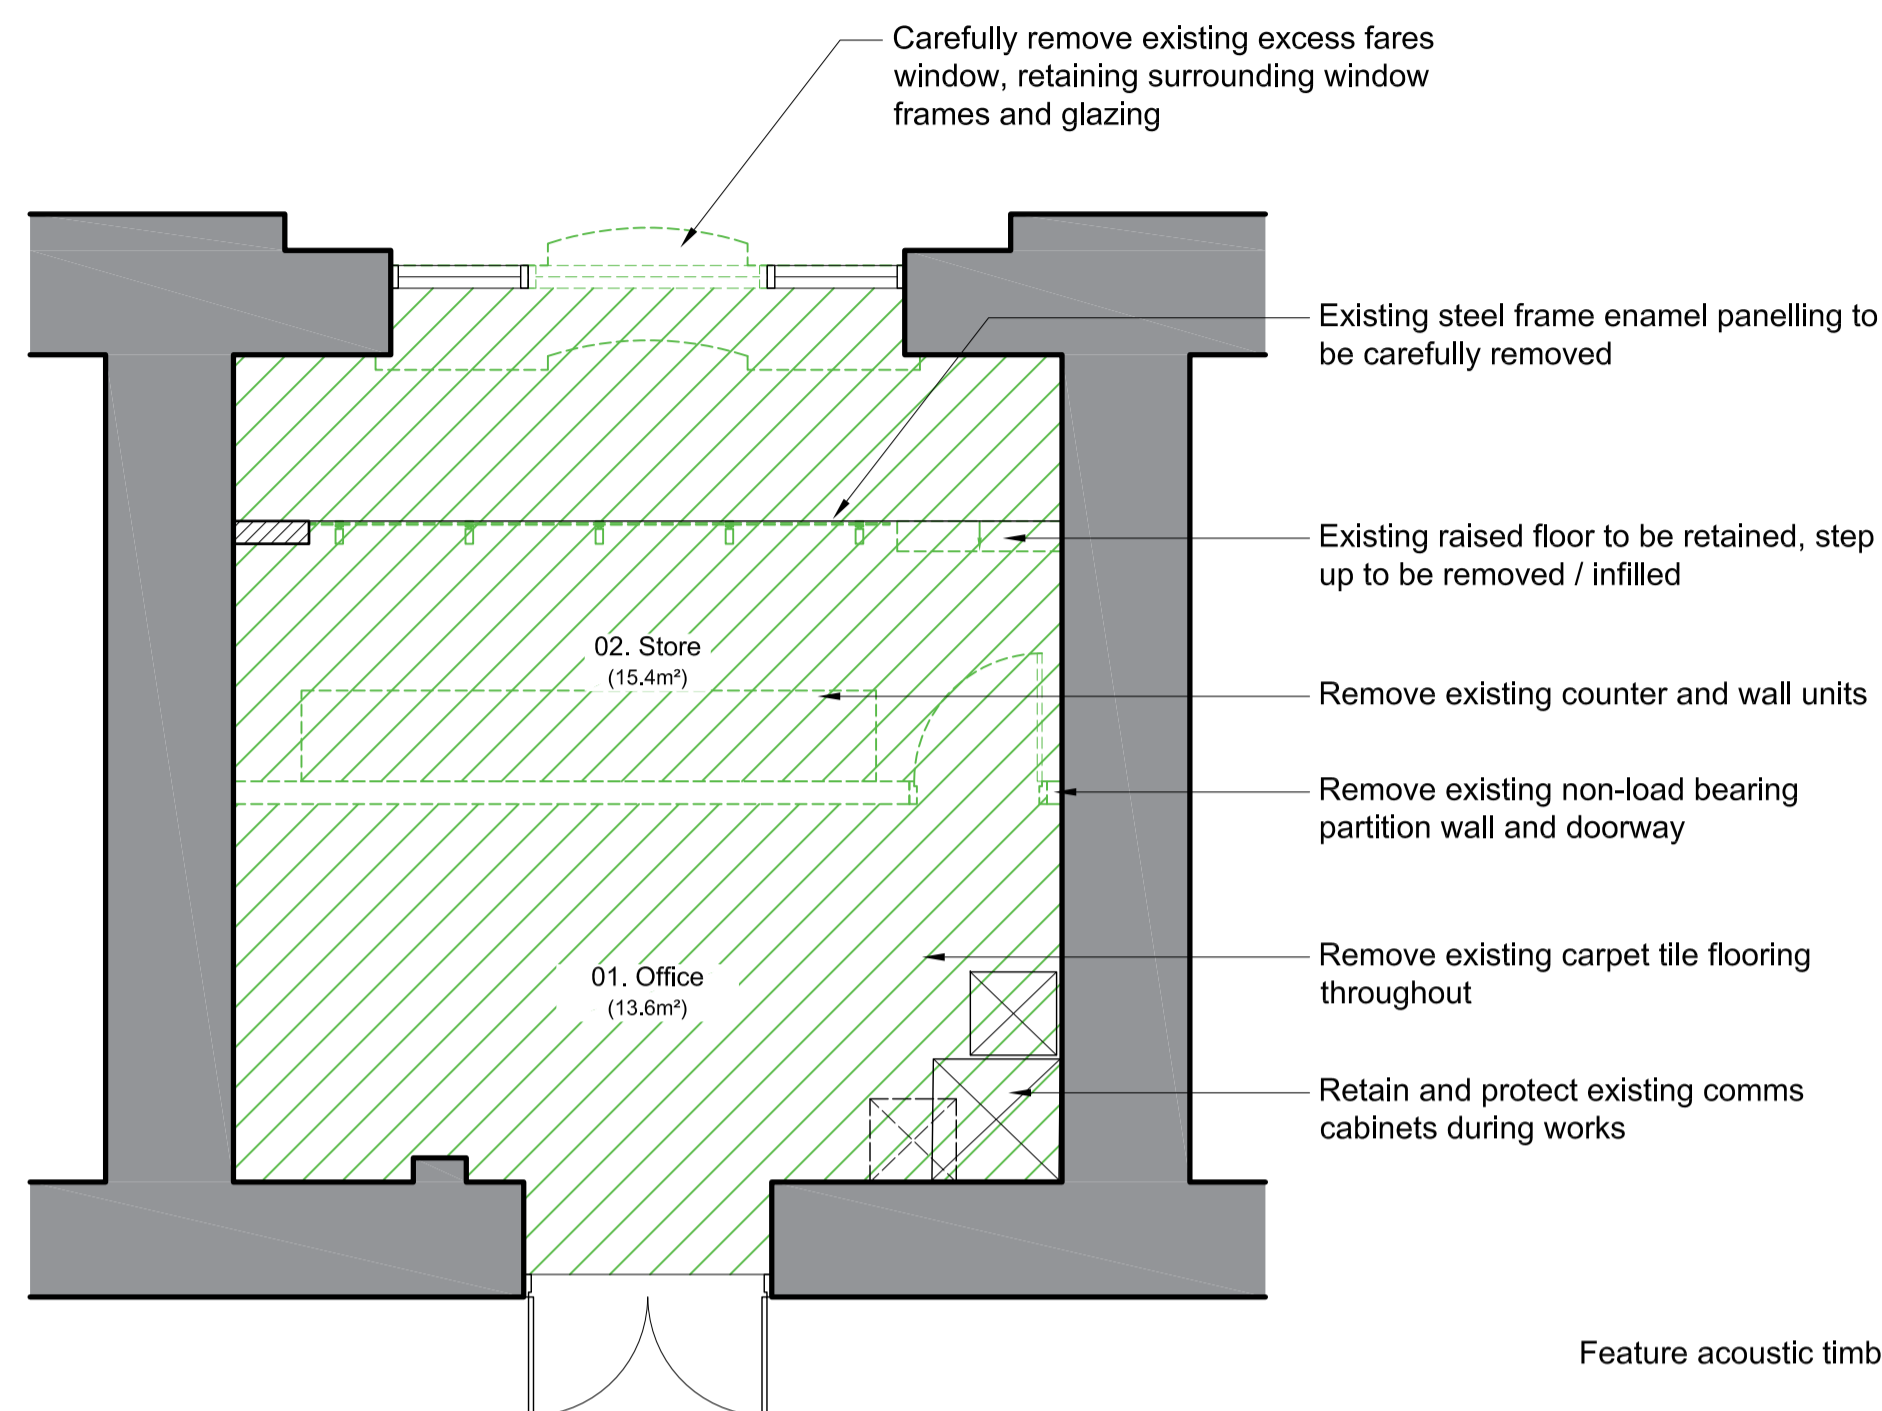 Carefully remove existing excess fares
window, retaining surrounding window
frames and glazing
Existing steel frame enamel panelling to
be carefully removed
Existing raised floor to be retained, step
up to be removed / infilled
02. Store
(15.4m²)
Remove existing counter and wall units
Remove existing non-load bearing
partition wall and doorway
Remove existing carpet tile flooring
throughout
01. Office
(13.6m²)
Retain and protect existing comms
cabinets during works
Feature acoustic timb